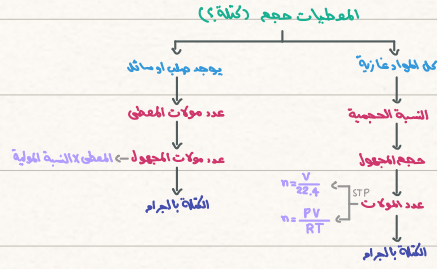 المعطيات حجم (كتلة؟)
كل المواد غازية
يوجد صلب او سائل
النسبة الحجمية
عدد مولات المعطى
حجم المجهول
عدد مولات المجهول ← المعطى × النسبة المولية
عدد المولات
STP
n = V / 22.4
n = PV / RT
الكتلة بالجرام
الكتلة بالجرام